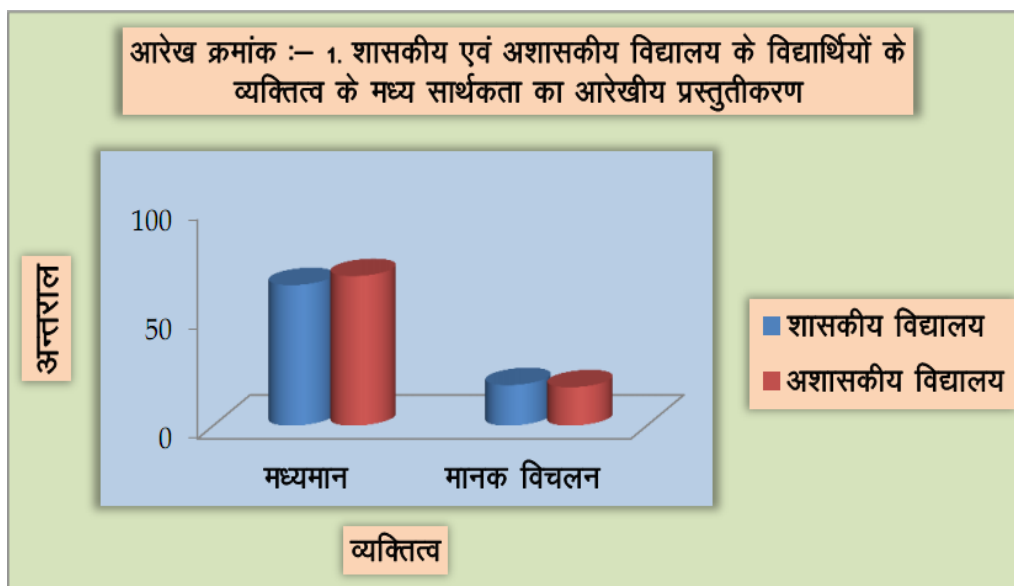 आरेख क्रमांक :– 1. शासकीय एवं अशासकीय विद्यालय के विद्यार्थियों के
व्यक्तित्व के मध्य सार्थकता का आरेखीय प्रस्तुतीकरण
अन्तराल
100
50
0
मध्यमान
मानक विचलन
व्यक्तित्व
शासकीय विद्यालय
अशासकीय विद्यालय